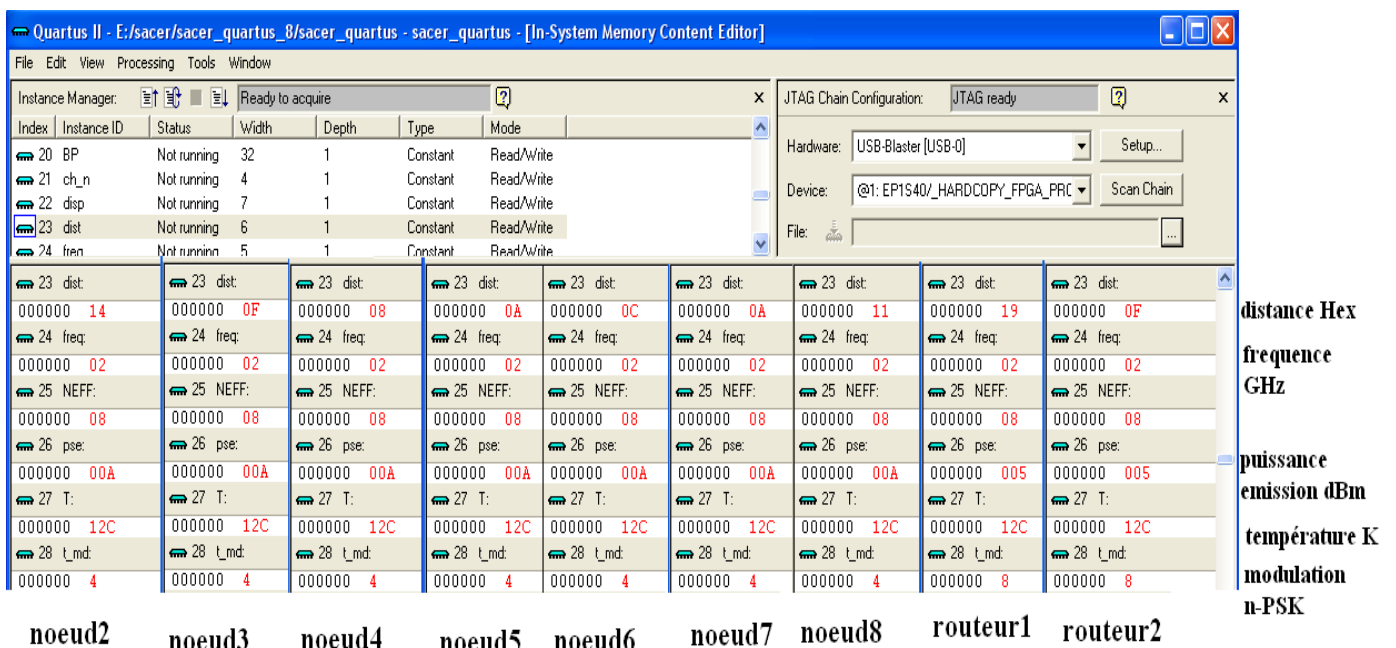 Quartus II - E:/sacer/sacer_quartus_8/sacer_quartus - sacer_quartus - [In-System Memory Content Editor]
File Edit View Processing Tools Window
Instance Manager: Ready to acquire x JTAG Chain Configuration: JTAG ready x
Index Instance ID Status Width Depth Type Mode
20 BP Not running 32 1 Constant Read/Write
21 ch_n Not running 4 1 Constant Read/Write
22 disp Not running 7 1 Constant Read/Write
23 dist Not running 6 1 Constant Read/Write
24 freq Not running 5 1 Constant Read/Write
Hardware: USB-Blaster [USB-0] Setup...
Device: @1: EP1S40/_HARDCOPY_FPGA_PRC Scan Chain
File: ...
23 dist: 23 dist: 23 dist: 23 dist: 23 dist: 23 dist: 23 dist: 23 dist: 23 dist:
000000 14 000000 0F 000000 08 000000 0A 000000 0C 000000 0A 000000 11 000000 19 000000 0F
24 freq: 24 freq: 24 freq: 24 freq: 24 freq: 24 freq: 24 freq: 24 freq: 24 freq:
000000 02 000000 02 000000 02 000000 02 000000 02 000000 02 000000 02 000000 02 000000 02
25 NEFF: 25 NEFF: 25 NEFF: 25 NEFF: 25 NEFF: 25 NEFF: 25 NEFF: 25 NEFF: 25 NEFF:
000000 08 000000 08 000000 08 000000 08 000000 08 000000 08 000000 08 000000 08 000000 08
26 pse: 26 pse: 26 pse: 26 pse: 26 pse: 26 pse: 26 pse: 26 pse: 26 pse:
000000 00A 000000 00A 000000 00A 000000 00A 000000 00A 000000 00A 000000 00A 000000 005 000000 005
27 T: 27 T: 27 T: 27 T: 27 T: 27 T: 27 T: 27 T: 27 T:
000000 12C 000000 12C 000000 12C 000000 12C 000000 12C 000000 12C 000000 12C 000000 12C 000000 12C
28 t_md: 28 t_md: 28 t_md: 28 t_md: 28 t_md: 28 t_md: 28 t_md: 28 t_md: 28 t_md:
000000 4 000000 4 000000 4 000000 4 000000 4 000000 4 000000 4 000000 8 000000 8
distance Hex
frequence
GHz
puissance
emission dBm
température K
modulation
n-PSK
noeud2 noeud3 noeud4 noeud5 noeud6 noeud7 noeud8 routeur1 routeur2